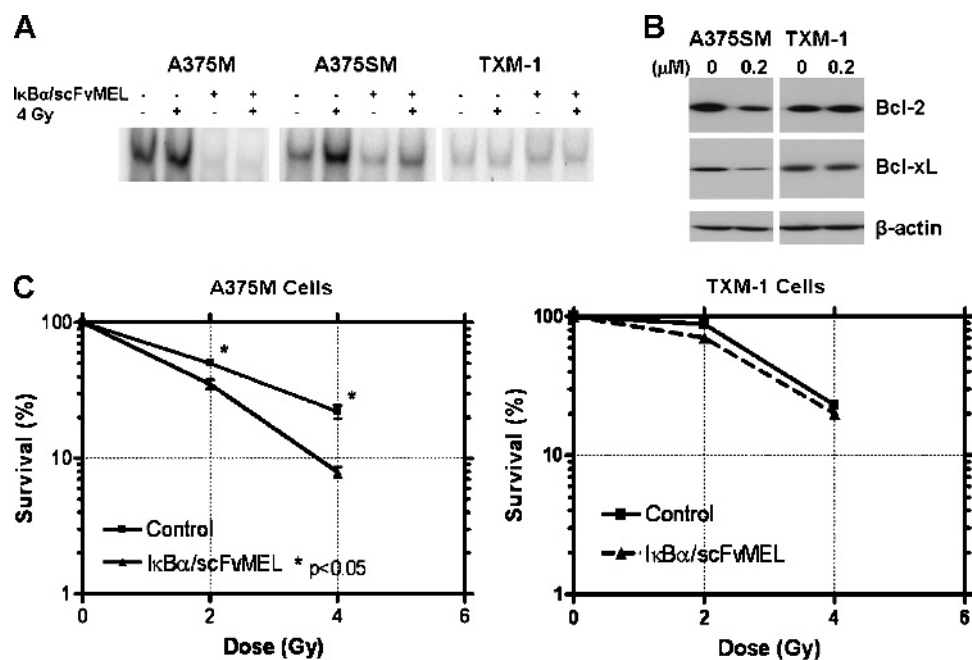 A
A375M A375SM TXM-1
IκBα/scFvMEL - - + + - - + + - - + +
4 Gy - + - + - + - + - + - +
B
A375SM TXM-1
(μM) 0 0.2 0 0.2
Bcl-2
Bcl-xL
β-actin
C
A375M Cells
100
10
1
Survival (%)
*
*
Control
IκBα/scFvMEL * p<0.05
0 2 4 6
Dose (Gy)
TXM-1 Cells
100
10
1
Survival (%)
Control
IκBα/scFvMEL
0 2 4 6
Dose (Gy)